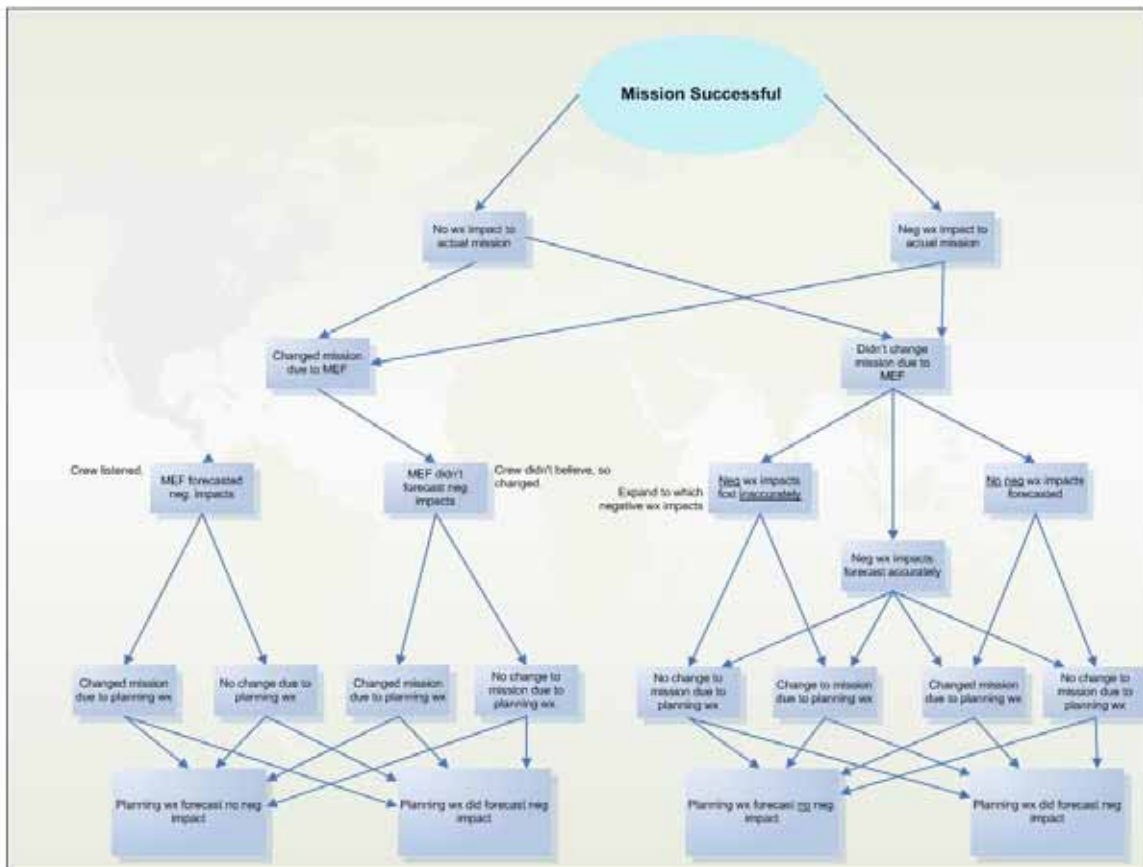 Mission Successful
No wx impact to
actual mission
Neg wx impact to
actual mission
Changed mission
due to MEF
Didn't change
mission due to
MEF
Crew listened.
MEF forecasted
neg. impacts
MEF didn't
forecast neg
impacts
Crew didn't believe, so
changed
Expand to which
negative wx impacts
Neg wx impacts
fcst inaccurately
No neg wx impacts
forecasted
Neg wx impacts
forecast accurately
Changed mission
due to planning wx
No change due to
planning wx
Changed mission
due to planning wx
No change to
mission due to
planning wx
No change to
mission due to
planning wx
Change to mission
due to planning wx
Changed mission
due to planning wx
No change to
mission due to
planning wx
Planning wx forecast no neg
impact
Planning wx did forecast neg
impact
Planning wx forecast no neg
impact
Planning wx did forecast neg
impact